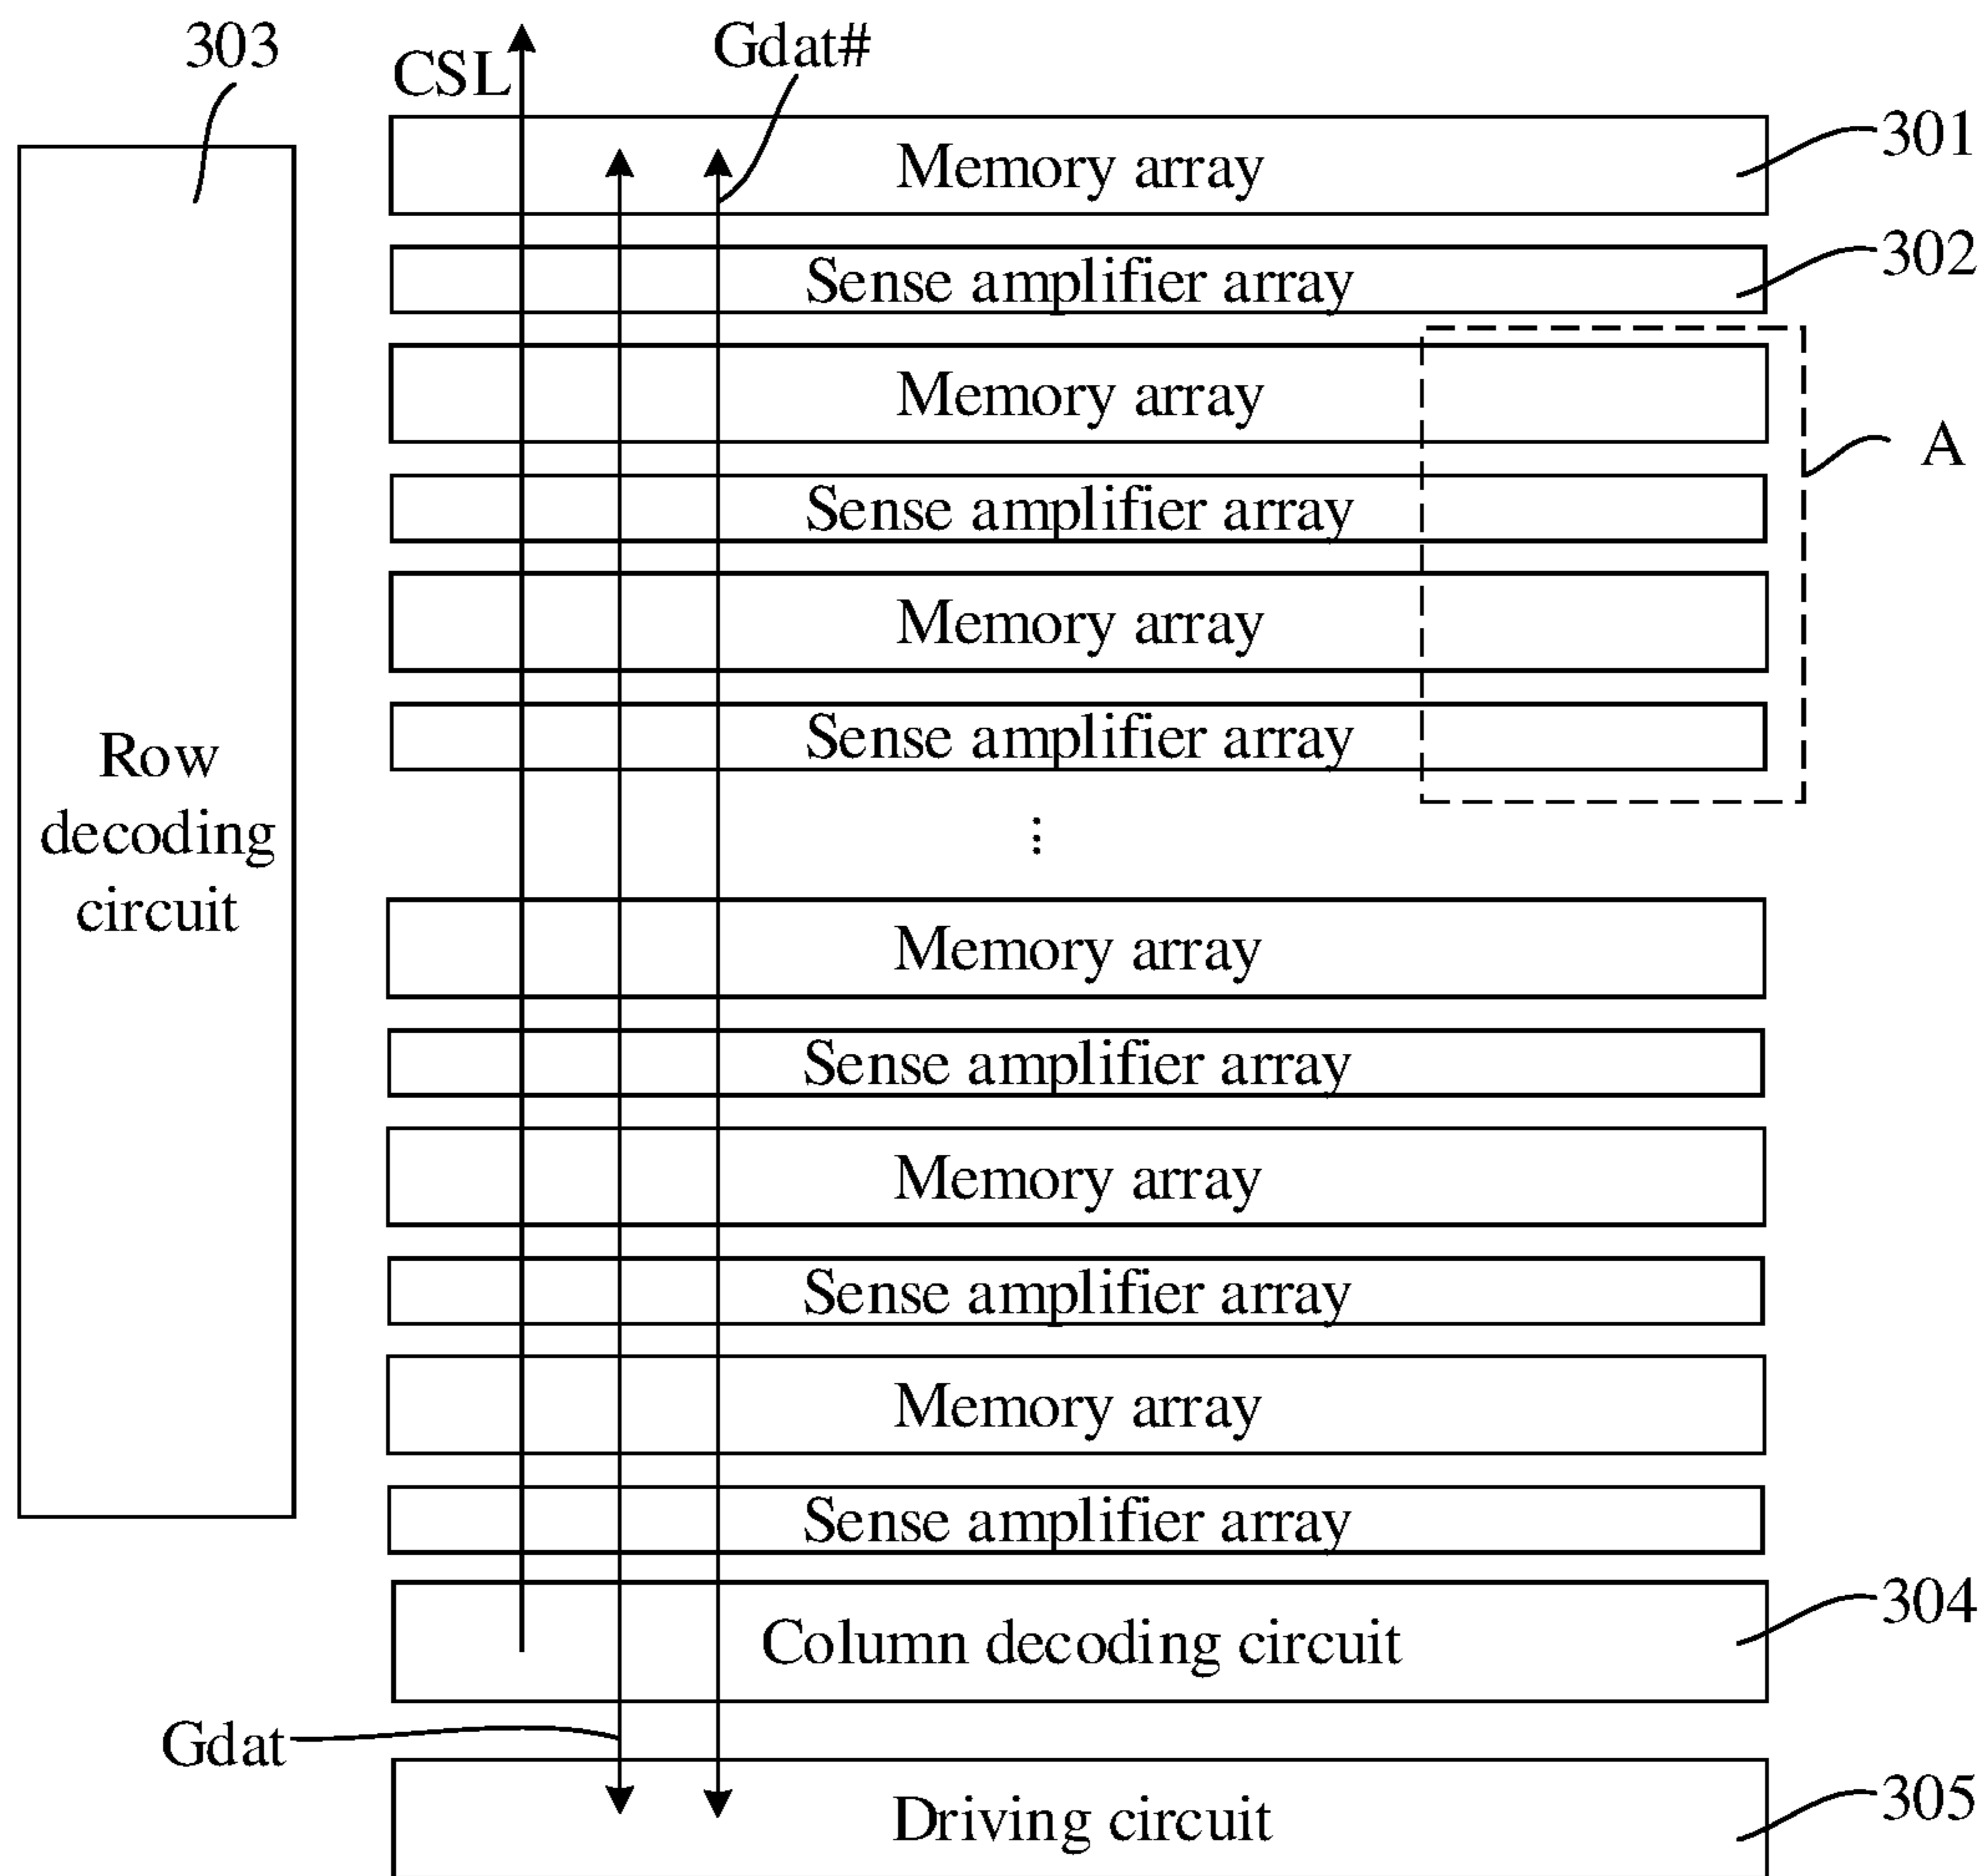 303
CSL
Gdat#
Memory array
301
Sense amplifier array
302
Memory array
A
Sense amplifier array
Memory array
Sense amplifier array
Row
decoding
circuit
⋮
Memory array
Sense amplifier array
Memory array
Sense amplifier array
Memory array
Sense amplifier array
Column decoding circuit
304
Gdat
Driving circuit
305